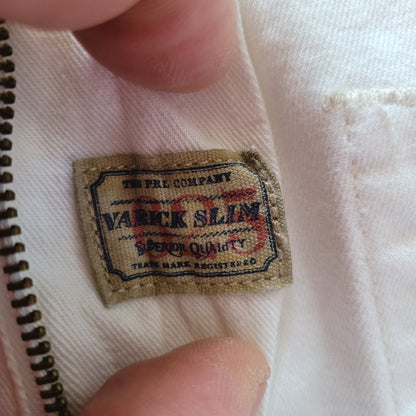 THE PRL COMPANY
VARICK SLIM
SUPERIOR QUALITY
TRADE MARK REGISTERED